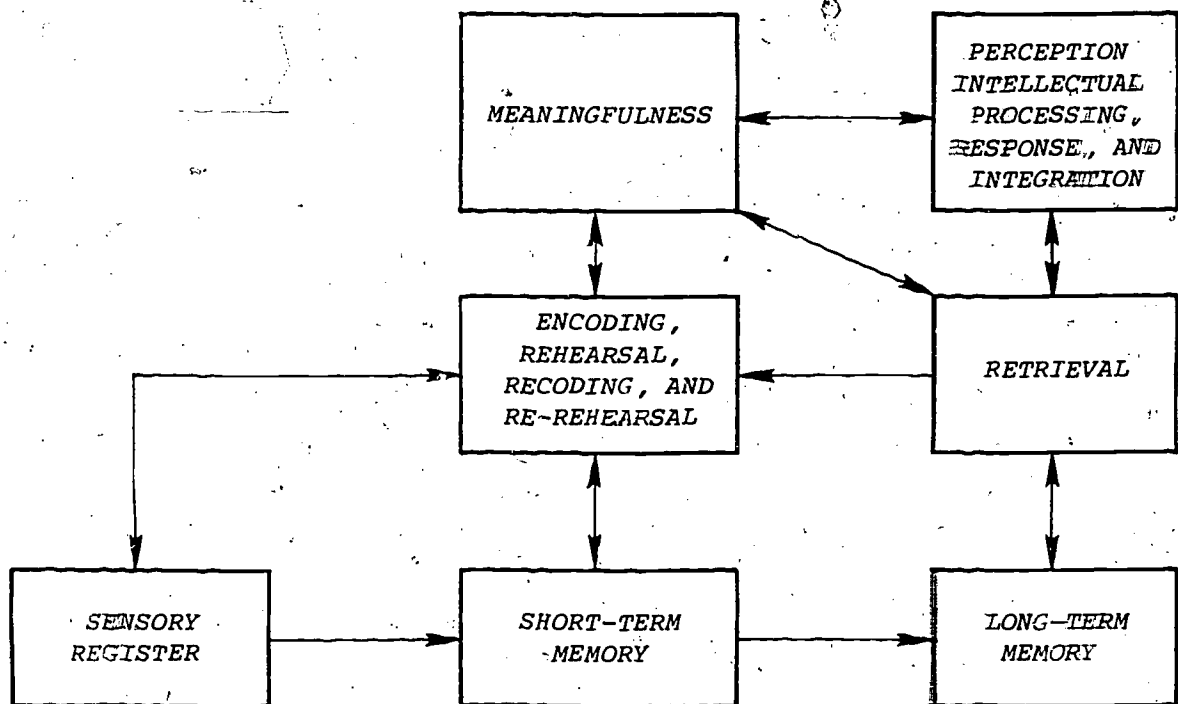 MEANINGFULNESS
PERCEPTION
INTELLECTUAL
PROCESSING,
RESPONSE, AND
INTEGRATION
ENCODING,
REHEARSAL,
RECODING, AND
RE-REHEARSAL
RETRIEVAL
SENSORY
REGISTER
SHORT-TERM
MEMORY
LONG-TERM
MEMORY